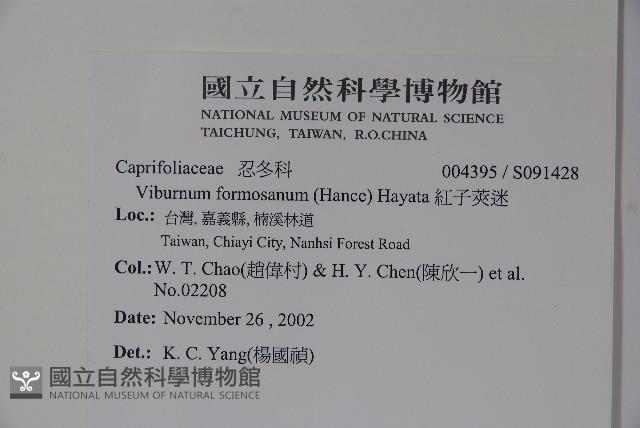 國立自然科學博物館
NATIONAL MUSEUM OF NATURAL SCIENCE
TAICHUNG, TAIWAN, R.O.CHINA
Caprifoliaceae 忍冬科 004395 / S091428
Viburnum formosanum (Hance) Hayata 紅子莢迷
Loc.: 台灣, 嘉義縣, 楠溪林道
Taiwan, Chiayi City, Nanhsi Forest Road
Col.: W. T. Chao(趙偉村) & H. Y. Chen(陳欣一) et al.
No.02208
Date: November 26 , 2002
Det.: K. C. Yang(楊國禎)
國立自然科學博物館
NATIONAL MUSEUM OF NATURAL SCIENCE